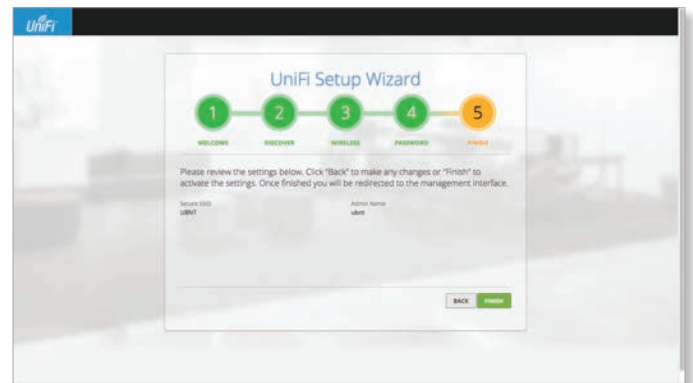 UniFi
UniFi Setup Wizard
1 2 3 4 5
WELCOME DISCOVER WIRELESS PASSWORD FINISH
Please review the settings below. Click "Back" to make any changes or "Finish" to
activate the settings. Once finished you will be redirected to the management interface.
Secure SSID Admin Name
UBNT ubnt
BACK FINISH